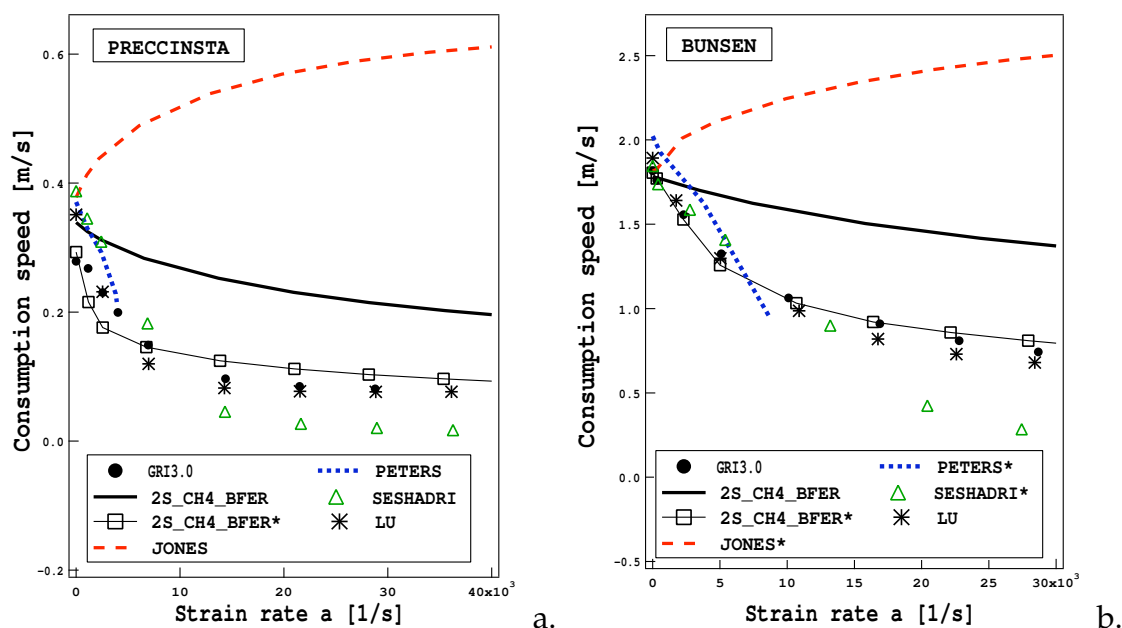 PRECCINSTA
Consumption speed [m/s]
0.6
0.4
0.2
0.0
-0.2
GRI3.0
2S_CH4_BFER
2S_CH4_BFER*
JONES
PETERS
SESHADRI
LU
0 10 20 30 40x10³
Strain rate a [1/s]
a.
BUNSEN
Consumption speed [m/s]
2.5
2.0
1.5
1.0
0.5
0.0
-0.5
GRI3.0
2S_CH4_BFER
2S_CH4_BFER*
JONES*
PETERS*
SESHADRI*
LU
0 5 10 15 20 25 30x10³
Strain rate a [1/s]
b.